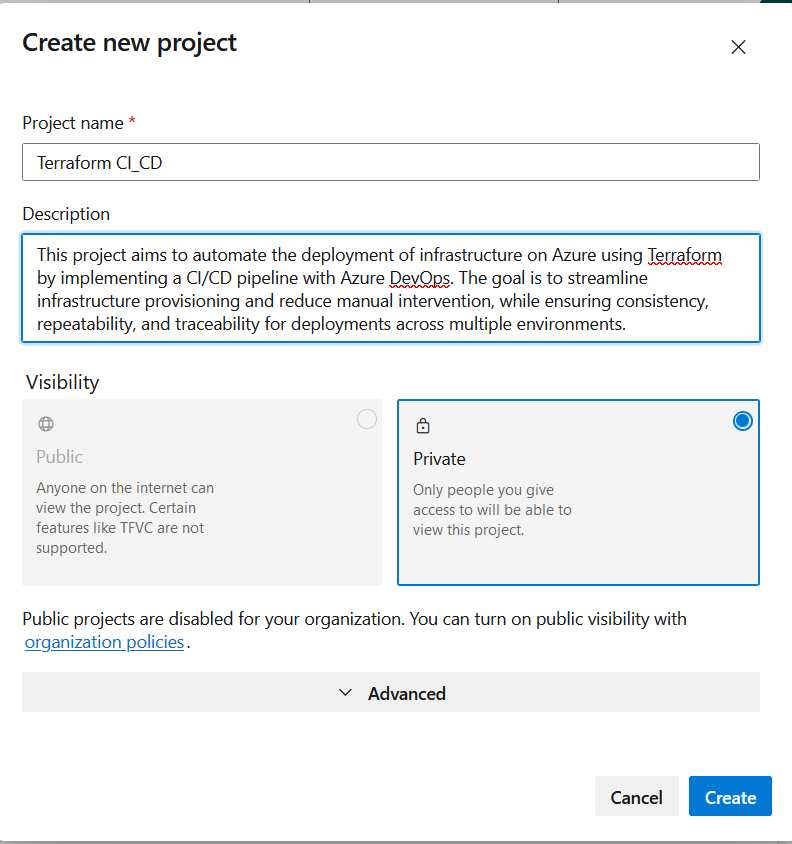 Create new project
Project name *
Terraform CI_CD
Description
This project aims to automate the deployment of infrastructure on Azure using Terraform
by implementing a CI/CD pipeline with Azure DevOps. The goal is to streamline
infrastructure provisioning and reduce manual intervention, while ensuring consistency,
repeatability, and traceability for deployments across multiple environments.
Visibility
Public
Anyone on the internet can
view the project. Certain
features like TFVC are not
supported.
Private
Only people you give
access to will be able to
view this project.
Public projects are disabled for your organization. You can turn on public visibility with
organization policies.
Advanced
Cancel
Create